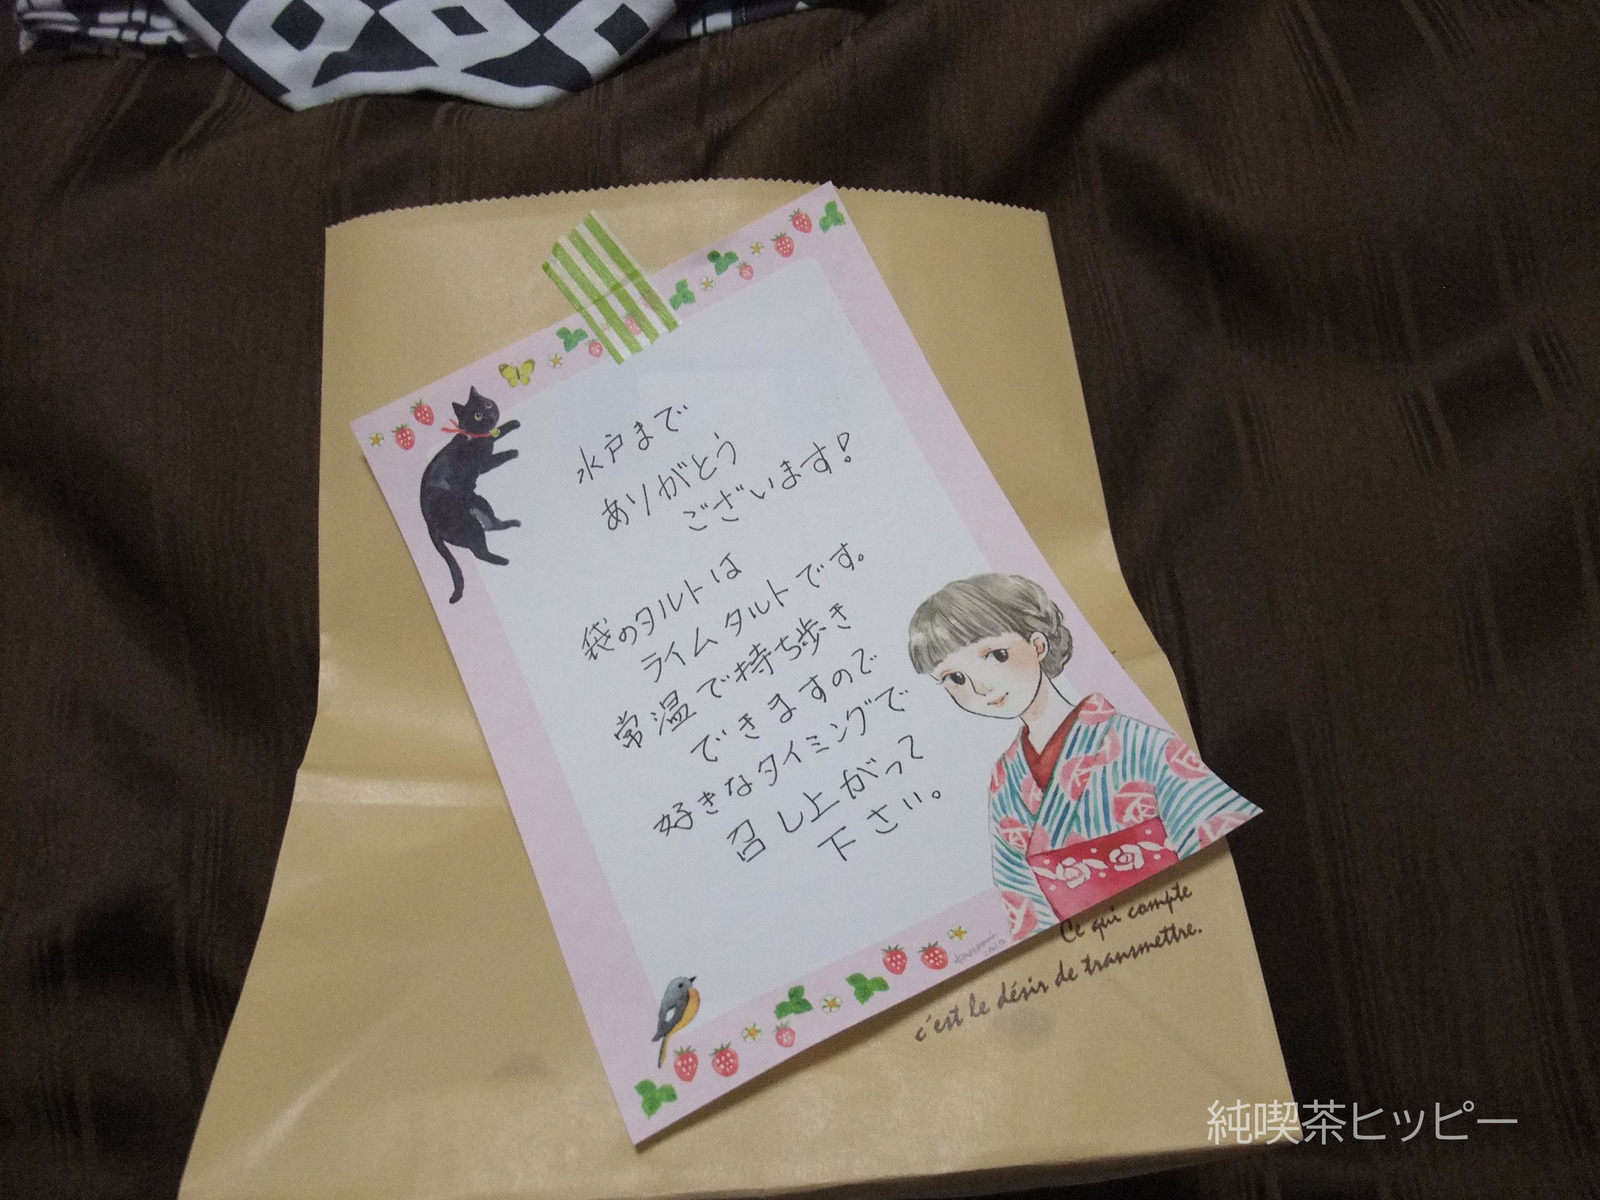 水戸まで
ありがとう
ございます!
袋のタルトは
ライムタルトです。
常温で持ち歩き
できますので
好きなタイミングで
召し上がって
下さい。
Ce qui compte
c'est le désir de transmettre.
純喫茶ヒッピー